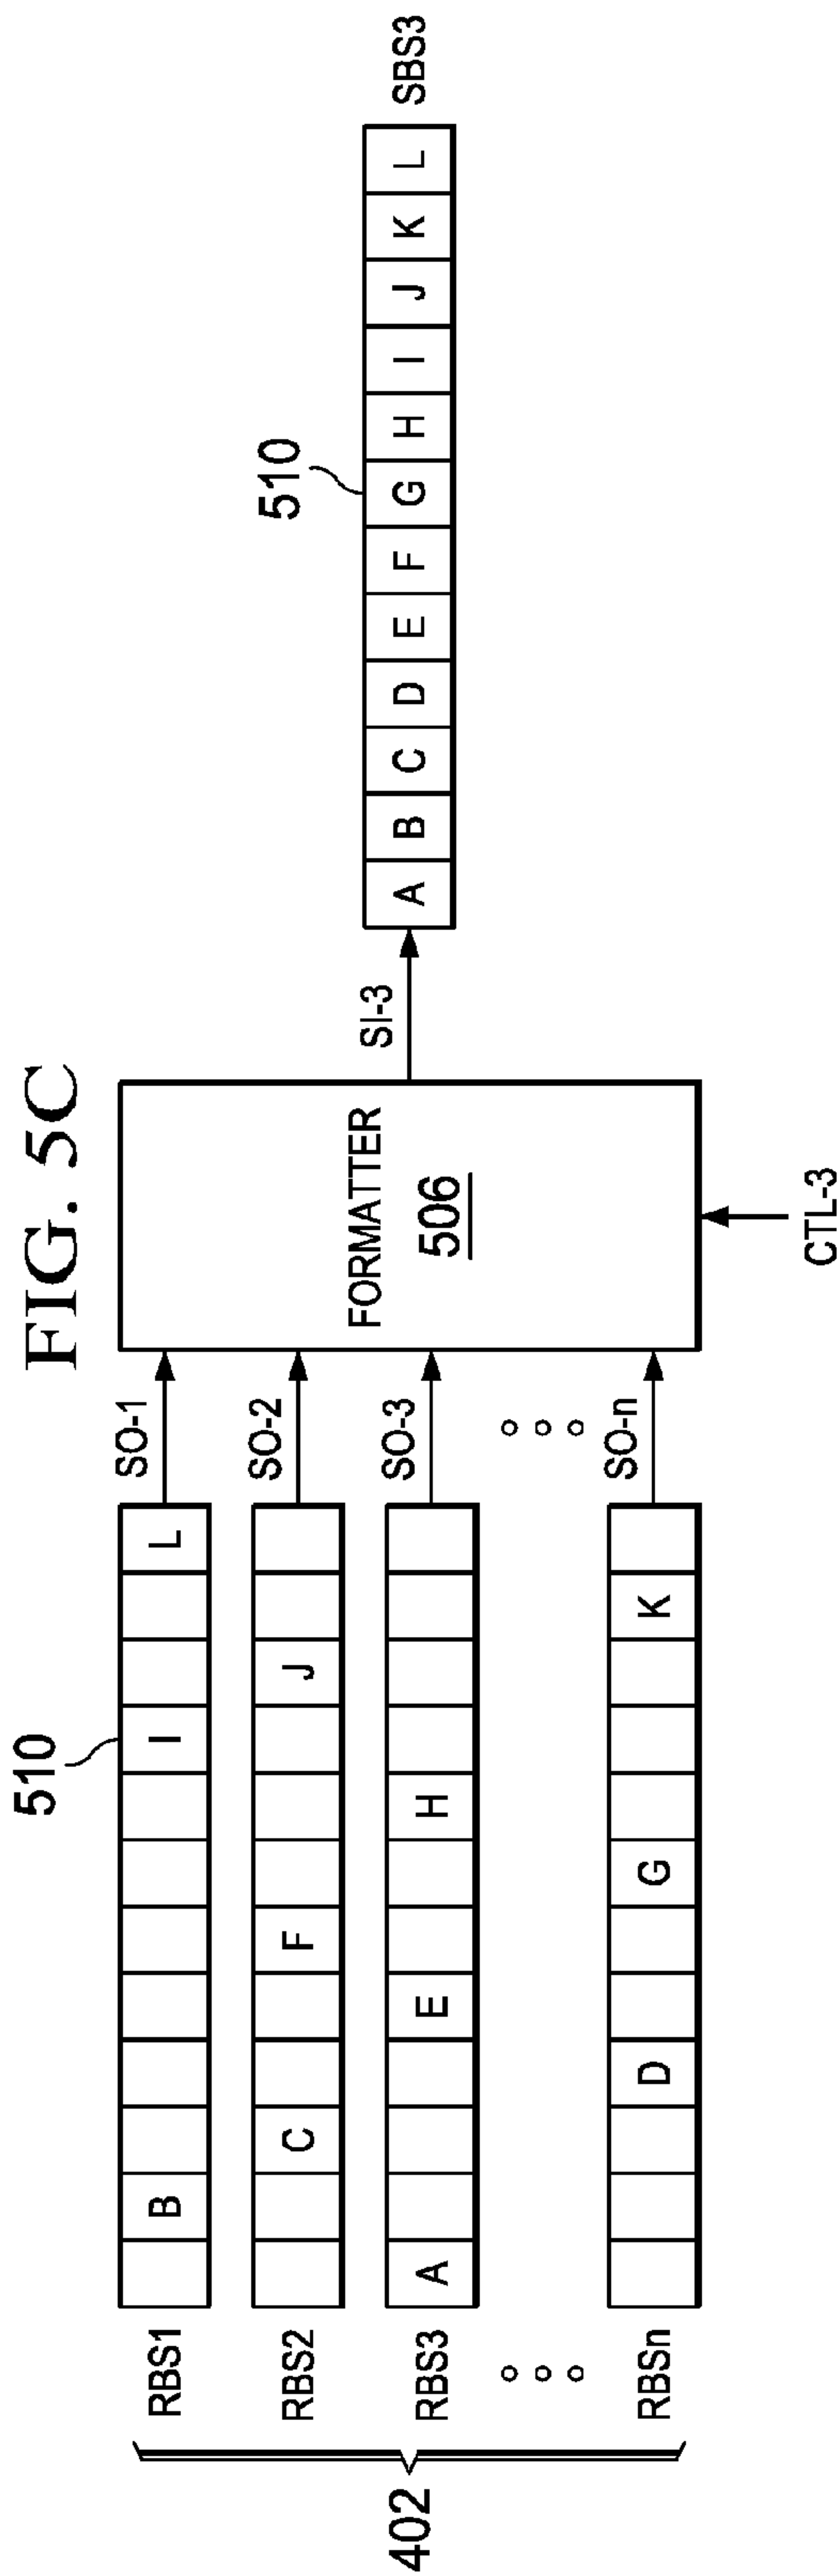 FIG. 5C
510
RBS1 B I L SO-1
RBS2 C F J SO-2
RBS3 A E H SO-3
RBSn D G K SO-n
402
FORMATTER
506
CTL-3
SI-3
510
A B C D E F G H I J K L SBS3